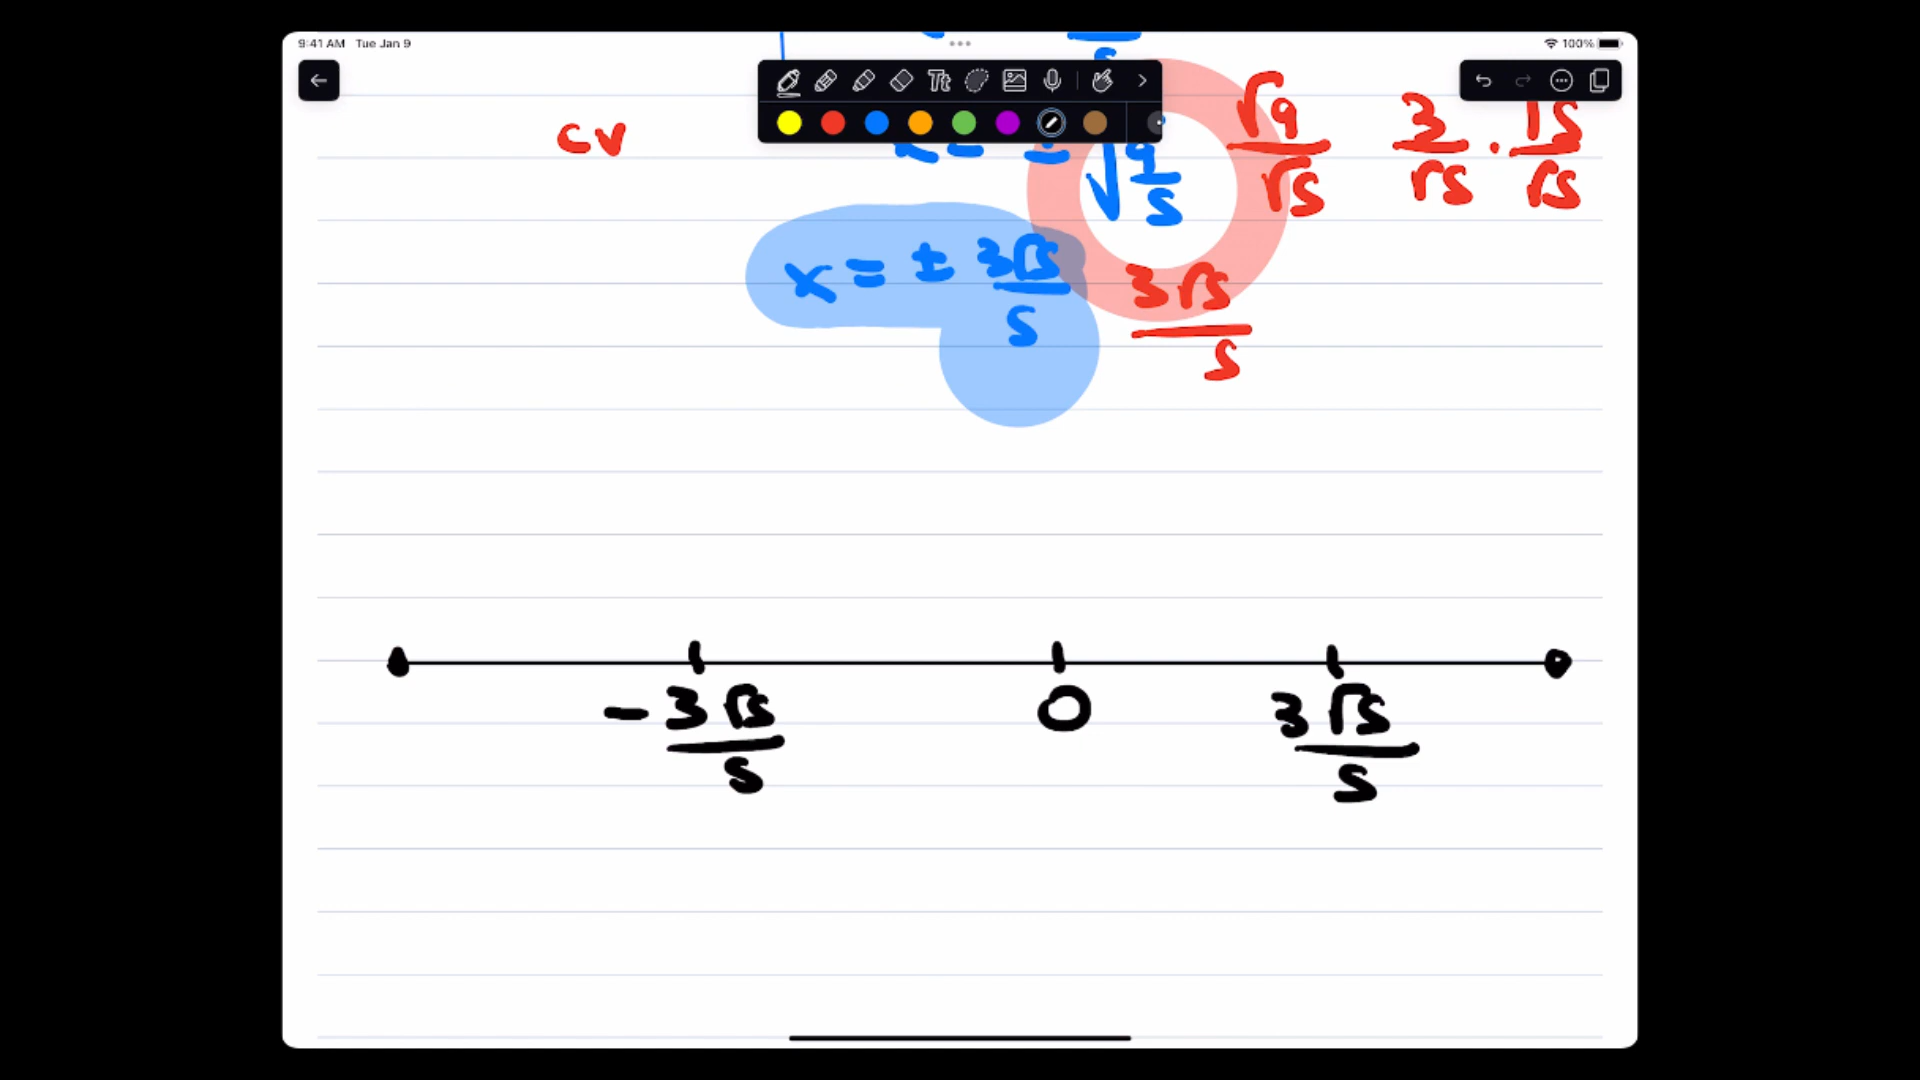 9:41 AM Tue Jan 9 100%
Tt
cv
√9/√5 3/√5 · √5/√5
√9/5
x = ± 3√5/5
3√5/5
-3√5/5 0 3√5/5